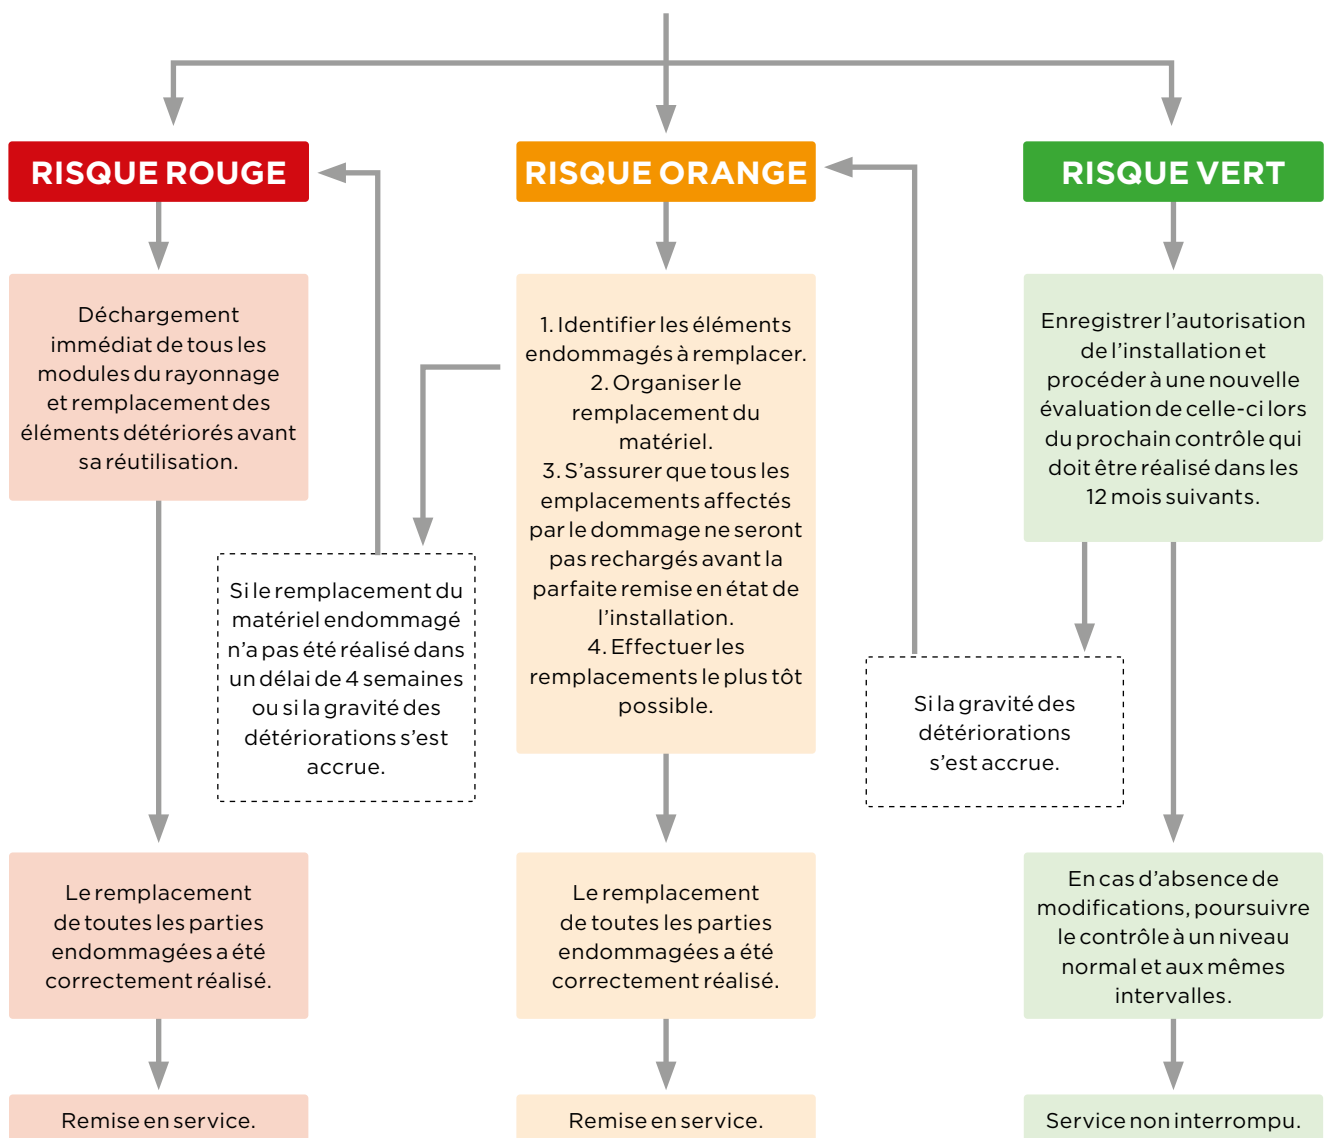 RISQUE ROUGE
RISQUE ORANGE
RISQUE VERT
Déchargement
immédiat de tous les
modules du rayonnage
et remplacement des
éléments détériorés avant
sa réutilisation.
1. Identifier les éléments
endommagés à remplacer.
2. Organiser le
remplacement du
matériel.
3. S’assurer que tous les
emplacements affectés
par le dommage ne seront
pas rechargés avant la
parfaite remise en état de
l’installation.
4. Effectuer les
remplacements le plus tôt
possible.
Enregistrer l’autorisation
de l’installation et
procéder à une nouvelle
évaluation de celle-ci lors
du prochain contrôle qui
doit être réalisé dans les
12 mois suivants.
Si le remplacement du
matériel endommagé
n’a pas été réalisé dans
un délai de 4 semaines
ou si la gravité des
détériorations s’est
accrue.
Si la gravité des
détériorations
s’est accrue.
Le remplacement
de toutes les parties
endommagées a été
correctement réalisé.
Le remplacement
de toutes les parties
endommagées a été
correctement réalisé.
En cas d’absence de
modifications, poursuivre
le contrôle à un niveau
normal et aux mêmes
intervalles.
Remise en service.
Remise en service.
Service non interrompu.